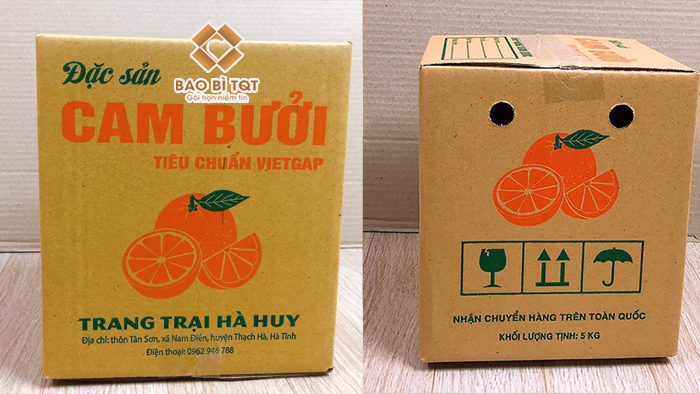 Đặc sản
BAO BÌ TQT
Gói trọn niềm tin
CAM BƯỞI
TIÊU CHUẨN VIETGAP
TRANG TRẠI HÀ HUY
Địa chỉ: thôn Tân Sơn, xã Nam Điền, huyện Thạch Hà, Hà Tĩnh
Điện thoại: 0962 946 788
NHẬN CHUYỂN HÀNG TRÊN TOÀN QUỐC
KHỐI LƯỢNG TỊNH: 5 KG